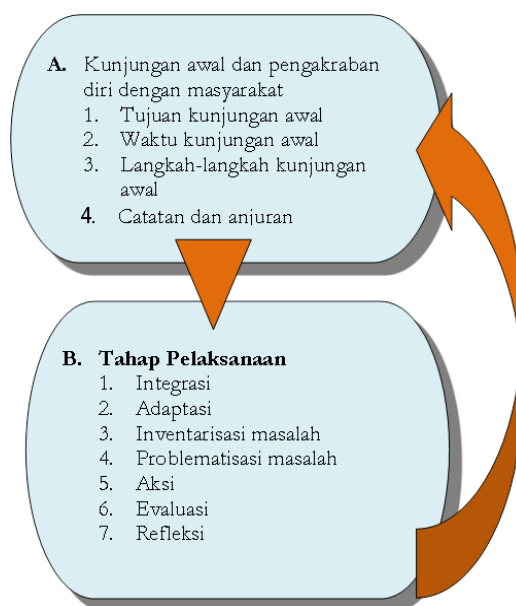 A. Kunjungan awal dan pengakraban
diri dengan masyarakat
1. Tujuan kunjungan awal
2. Waktu kunjungan awal
3. Langkah-langkah kunjungan
awal
4. Catatan dan anjuran
B. Tahap Pelaksanaan
1. Integrasi
2. Adaptasi
3. Inventarisasi masalah
4. Problematisasi masalah
5. Aksi
6. Evaluasi
7. Refleksi